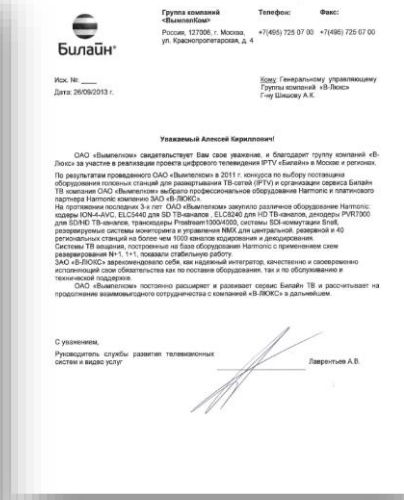 Билайн®
Группа компаний
«ВымпелКом»
Россия, 127006, г. Москва,
ул. Краснопролетарская, д. 4
Телефон:
+7(495) 725 07 00
Факс:
+7(495) 725 07 00
Исх. №: ____
Дата: 26/09/2013 г.
Кому: Генеральному управляющему
Группы компаний «В-Люкс»
Г-ну Шишову А.К.
Уважаемый Алексей Кириллович!
ОАО «Вымпелком» свидетельствует Вам свое уважение, и благодарит группу компаний «В-
Люкс» за участие в реализации проекта цифрового телевидения IPTV «Билайн» в Москве и регионах.
По результатам проведенного ОАО «Вымпелком» в 2011 г. конкурса по выбору поставщика
оборудования головных станций для развертывания ТВ-сетей (IPTV) и организации сервиса Билайн
ТВ компания ОАО «Вымпелком» выбрала профессиональное оборудование Harmonic и платинового
партнера Harmonic компанию ЗАО «В-ЛЮКС».
На протяжении последних 3-х лет ОАО «Вымпелком» закупило различное оборудование Harmonic:
кодеры ION-4-AVC, ELC5440 для SD ТВ-каналов , ELC8240 для HD ТВ-каналов, декодеры PVR7000
для SD/HD ТВ-каналов, транскодеры Prostream1000/4000, системы SDI-коммутации Snell,
резервируемые системы мониторинга и управления NMX для центральной, резервной и 40
региональных станций на более чем 1000 каналов кодирования и декодирования.
Системы ТВ вещания, построенные на базе оборудования Harmonic с применением схем
резервирования N+1, 1+1, показали стабильную работу.
ЗАО «В-ЛЮКС» зарекомендовало себя, как надежный интегратор, качественно и своевременно
исполняющий свои обязательства как по поставке оборудования, так и по обслуживанию и
технической поддержке.
ОАО «Вымпелком» постоянно расширяет и развивает сервис Билайн ТВ и рассчитывает на
продолжение взаимовыгодного сотрудничества с компанией «В-ЛЮКС» в дальнейшем.
С уважением,
Руководитель службы развития телевизионных
систем и видео услуг
Лаврентьев А.В.